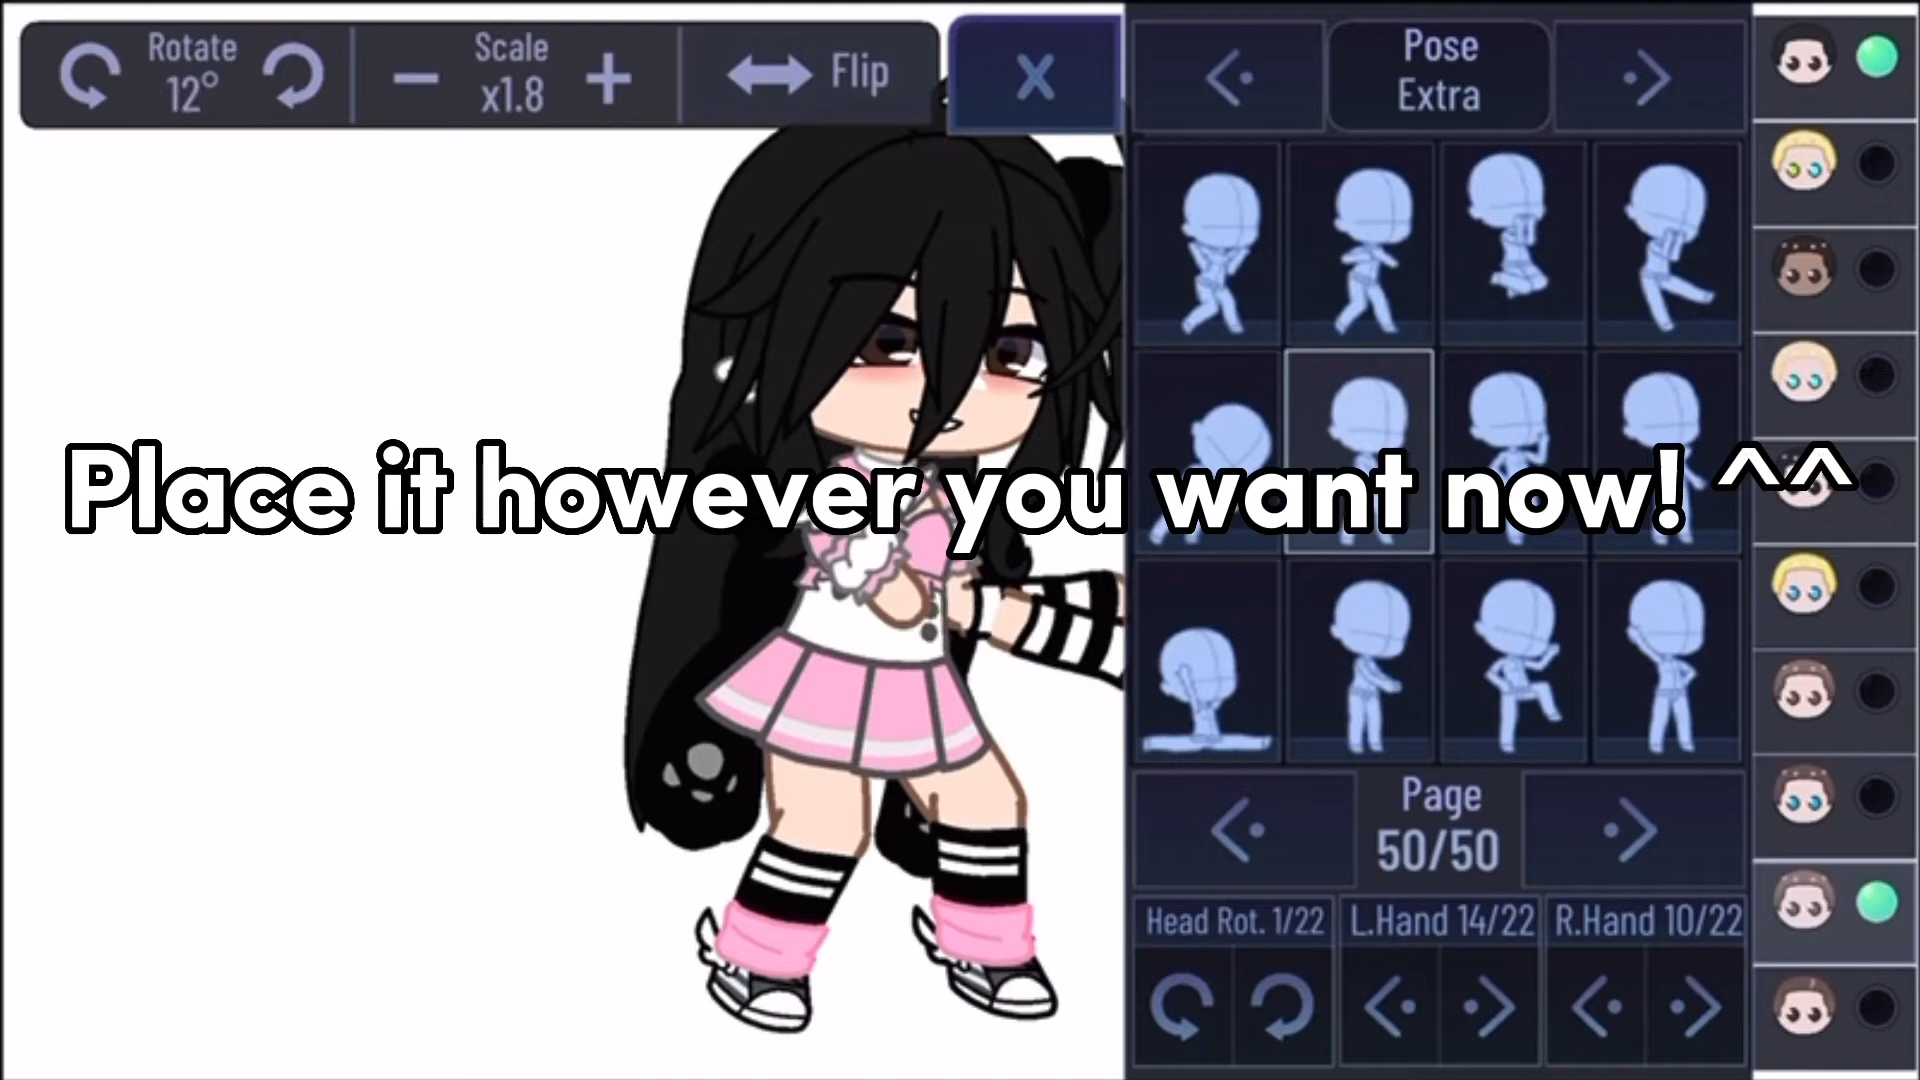 Rotate
12°
Scale
x1.8
Flip
X
Pose
Extra
Place it however you want now! ^^
Page
50/50
Head Rot. 1/22
L.Hand 14/22
R.Hand 10/22